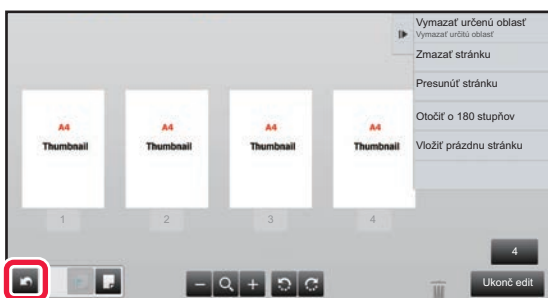 Vymazať určenú oblasť
Vymazať určitú oblasť
Zmazať stránku
Presunúť stránku
Otočiť o 180 stupňov
Vložiť prázdnu stránku
A4
Thumbnail
A4
Thumbnail
A4
Thumbnail
A4
Thumbnail
1
2
3
4
4
Ukonč edit